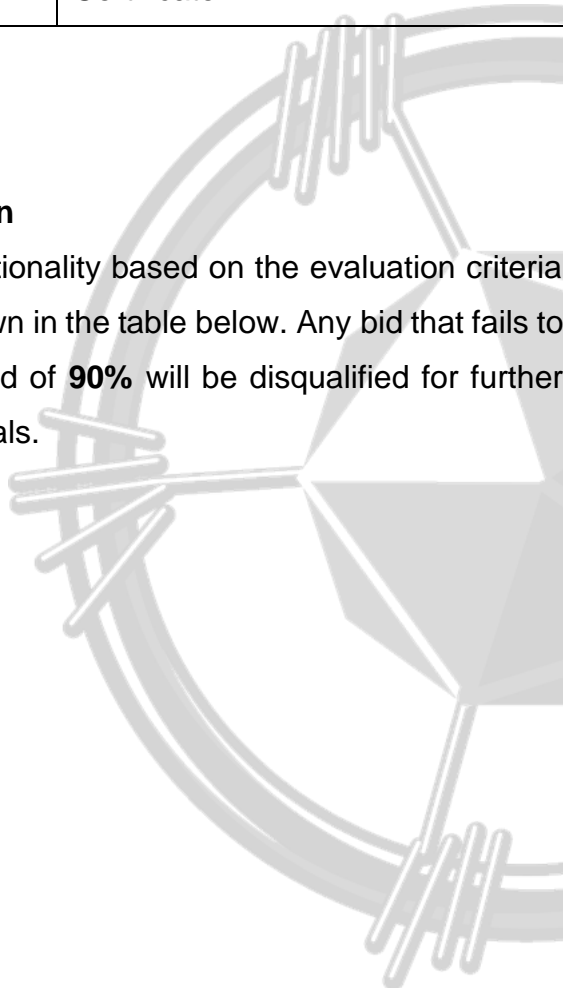 n
tionality based on the evaluation criteria
wn in the table below. Any bid that fails to
d of 90% will be disqualified for further
als.